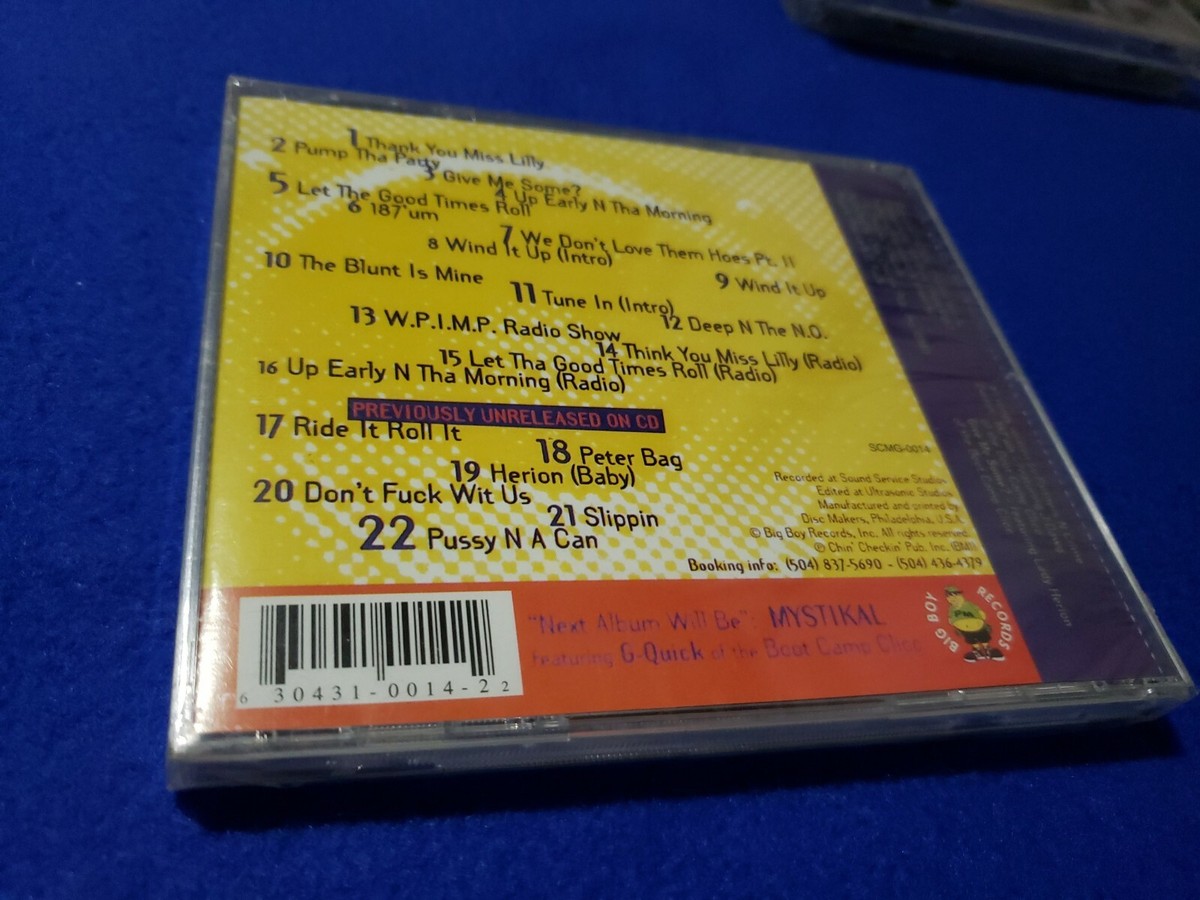 1 Thank You Miss Lilly
2 Pump Tha Party
3 Give Me Some?
4 Up Early N Tha Morning
5 Let The Good Times Roll
6 187'um
7 We Don't Love Them Hoes Pt. II
8 Wind It Up (Intro)
9 Wind It Up
10 The Blunt Is Mine
11 Tune In (Intro)
12 Deep N The N.O.
13 W.P.I.M.P. Radio Show
14 Think You Miss Lilly (Radio)
15 Let Tha Good Times Roll (Radio)
16 Up Early N Tha Morning (Radio)
PREVIOUSLY UNRELEASED ON CD
17 Ride It Roll It
18 Peter Bag
19 Herion (Baby)
20 Don't Fuck Wit Us
21 Slippin
22 Pussy N A Can
SCMG-0014
Recorded at Sound Service Studios
Edited at Ultrasonic Studios
Manufactured and printed by
Disc Makers, Philadelphia, U.S.A.
© Big Boy Records, Inc. All rights reserved.
℗ Chin' Checkin' Pub. Inc. (BMI)
Booking info: (504) 837-5690 - (504) 436-4379
6 30431-0014-2 2
"Next Album Will Be": MYSTIKAL
featuring G-Quick of the Boot Camp Clicc
BIG BOY RECORDS